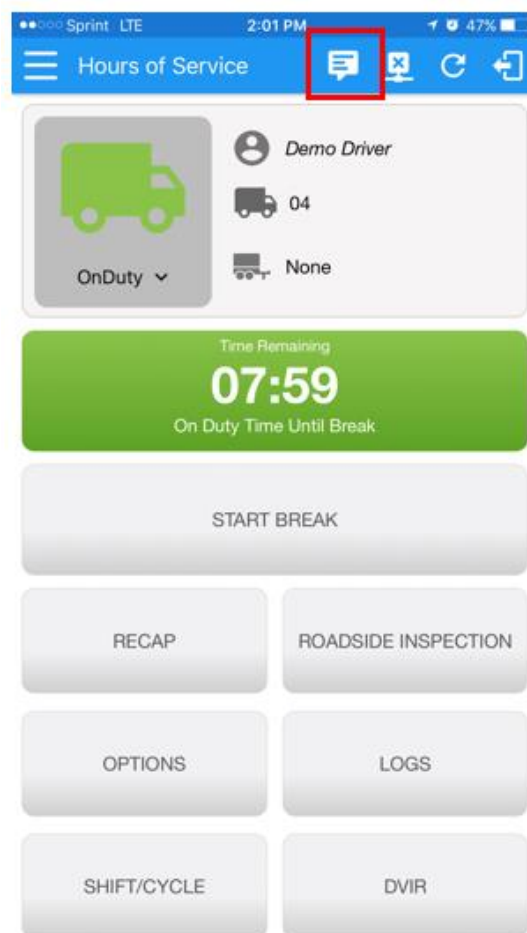 Sprint LTE 2:01 PM 47%
Hours of Service
Demo Driver
04
OnDuty
None
Time Remaining
07:59
On Duty Time Until Break
START BREAK
RECAP
ROADSIDE INSPECTION
OPTIONS
LOGS
SHIFT/CYCLE
DVIR